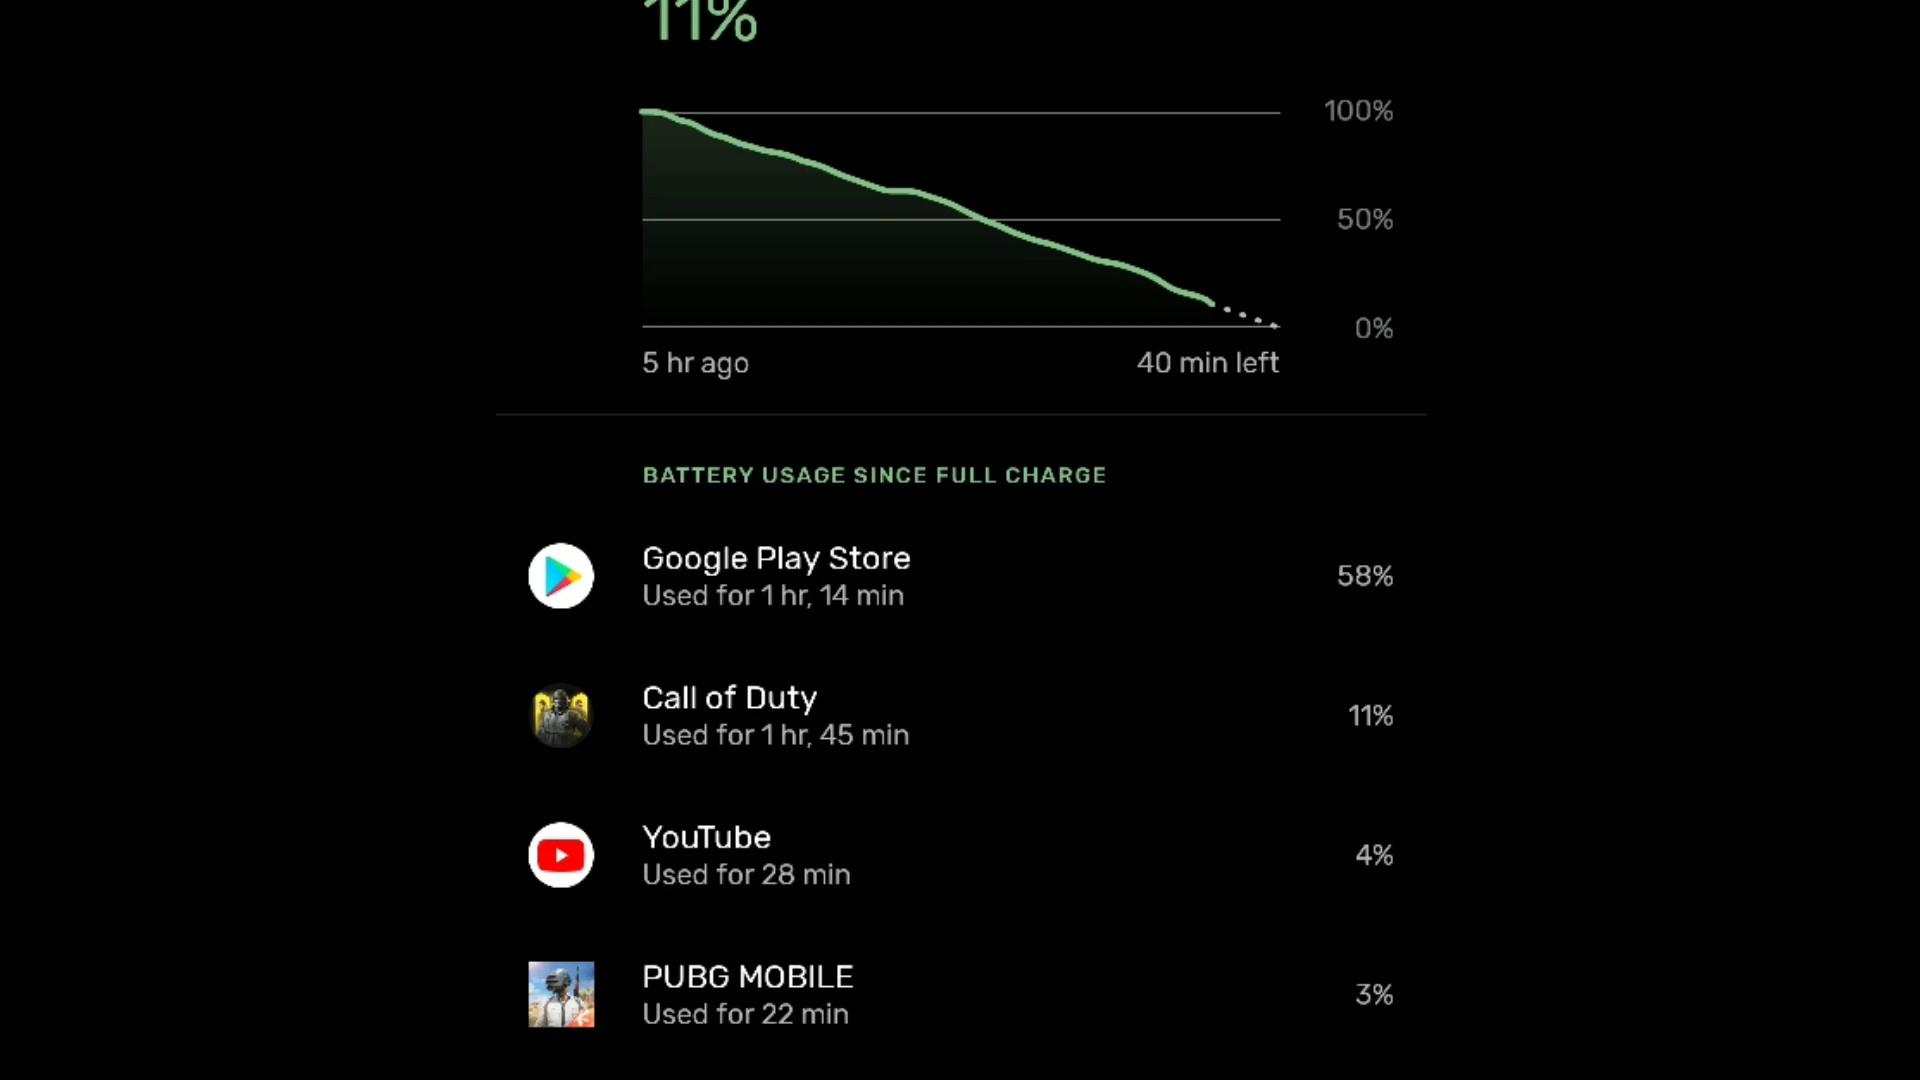 11%
100%
50%
0%
5 hr ago
40 min left
BATTERY USAGE SINCE FULL CHARGE
Google Play Store
Used for 1 hr, 14 min
58%
Call of Duty
Used for 1 hr, 45 min
11%
YouTube
Used for 28 min
4%
PUBG MOBILE
Used for 22 min
3%